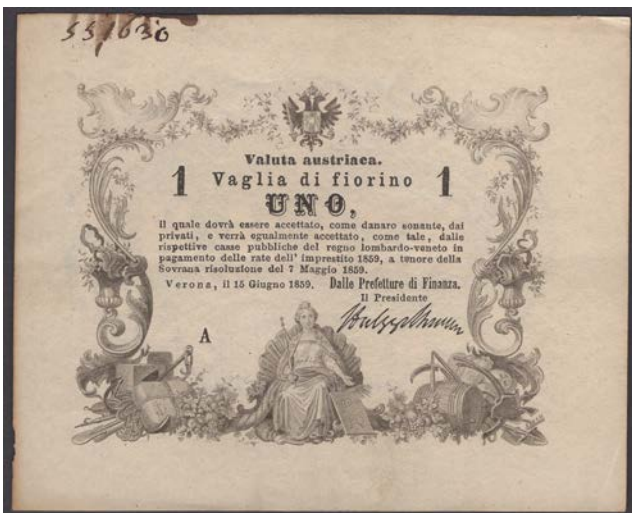 551630
Valuta austriaca.
1 Vaglia di fiorino 1
UNO,
il quale dovrà essere accettato, come danaro sonante, dai
privati, e verrà egualmente accettato, come tale, dalle
rispettive casse pubbliche del regno lombardo-veneto in
pagamento delle rate dell' imprestito 1859, a tenore della
Sovrana risoluzione del 7 Maggio 1859.
Verona, il 15 Giugno 1859. Dalle Prefetture di Finanza.
Il Presidente
A